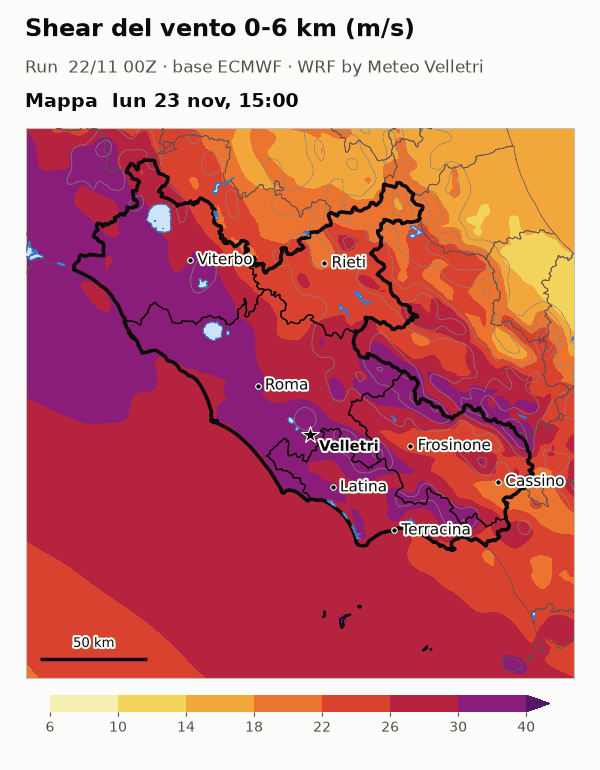 Shear del vento 0-6 km (m/s)
Run 22/11 00Z · base ECMWF · WRF by Meteo Velletri
Mappa lun 23 nov, 15:00
Viterbo
Rieti
Roma
Velletri
Frosinone
Cassino
Latina
Terracina
50 km
6 10 14 18 22 26 30 40